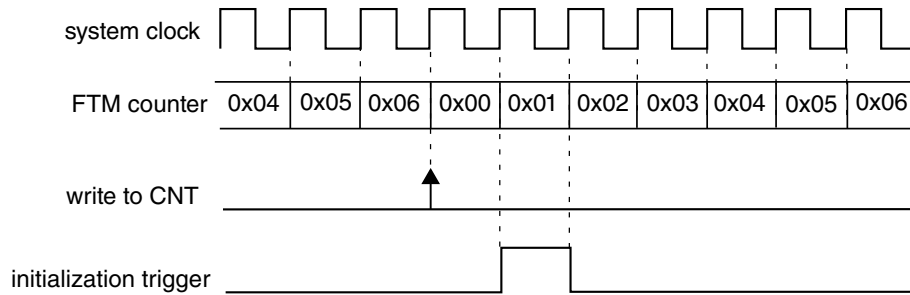 system clock
FTM counter 0x04 0x05 0x06 0x00 0x01 0x02 0x03 0x04 0x05 0x06
write to CNT
initialization trigger